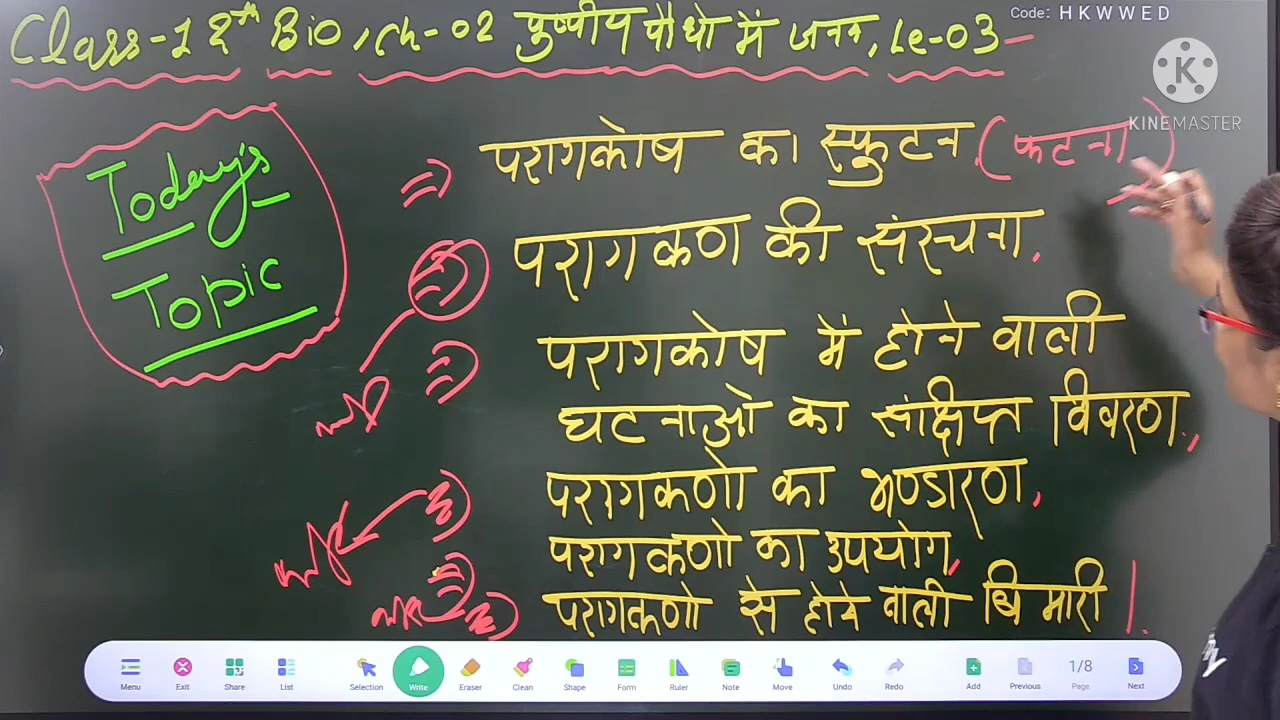 Class-12th Bio, Ch-02 पुष्पीय पौधों में जनन, Le-03
Code: HKWWED
K
KINEMASTER
Today's
Topic
परागकोष का स्फुटन (फटना)
परागकण की संरचना.
परागकोष में होने वाली
घटनाओं का संक्षिप्त विवरण,
परागकणों का भण्डारण,
परागकणों का उपयोग,
परागकणों से होने वाली बिमारी।
Menu Exit Share List Selection Write Eraser Clean Shape Form Ruler Note Move Undo Redo Add Previous 1/8 Page Next